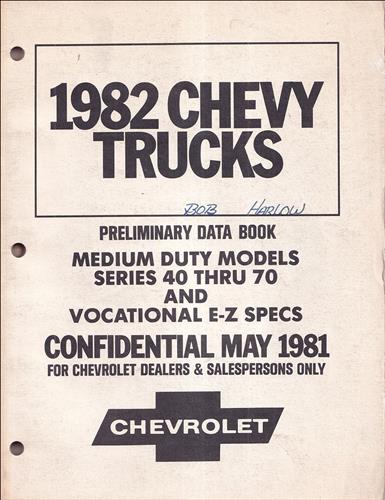 1982 CHEVY
TRUCKS
BOB HARLOW
PRELIMINARY DATA BOOK
MEDIUM DUTY MODELS
SERIES 40 THRU 70
AND
VOCATIONAL E-Z SPECS
CONFIDENTIAL MAY 1981
FOR CHEVROLET DEALERS & SALESPERSONS ONLY
CHEVROLET